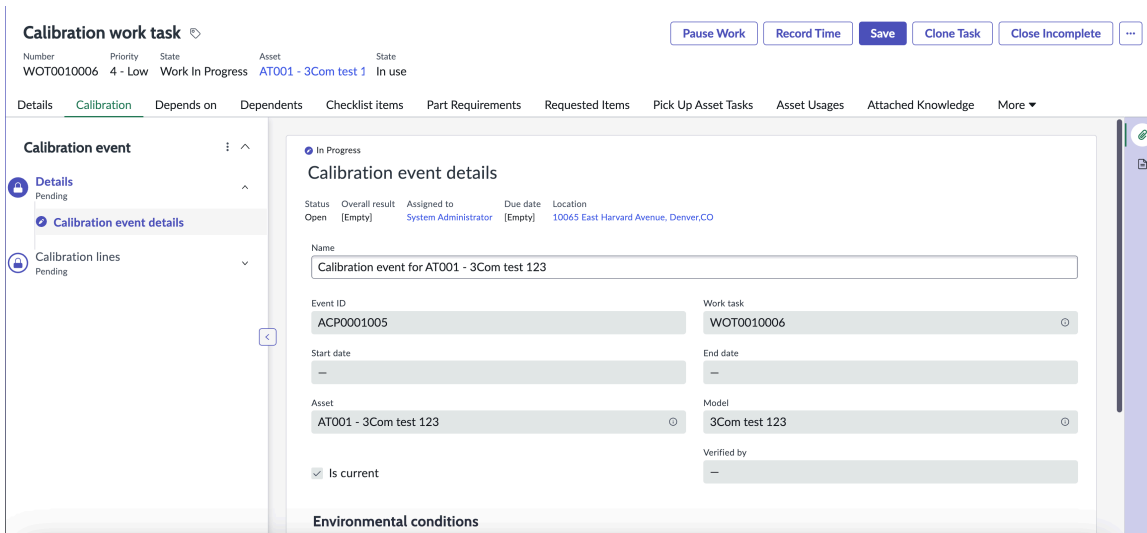 Calibration work task
Pause Work
Record Time
Save
Clone Task
Close Incomplete
Number Priority State Asset State
WOT0010006 4 - Low Work In Progress AT001 - 3Com test 1 In use
Details Calibration Depends on Dependents Checklist items Part Requirements Requested Items Pick Up Asset Tasks Asset Usages Attached Knowledge More
Calibration event
Details
Pending
Calibration event details
Calibration lines
Pending
In Progress
Calibration event details
Status Overall result Assigned to Due date Location
Open [Empty] System Administrator [Empty] 10065 East Harvard Avenue, Denver,CO
Name
Calibration event for AT001 - 3Com test 123
Event ID Work task
ACP0001005 WOT0010006
Start date End date
— —
Asset Model
AT001 - 3Com test 123 3Com test 123
Verified by
Is current —
Environmental conditions